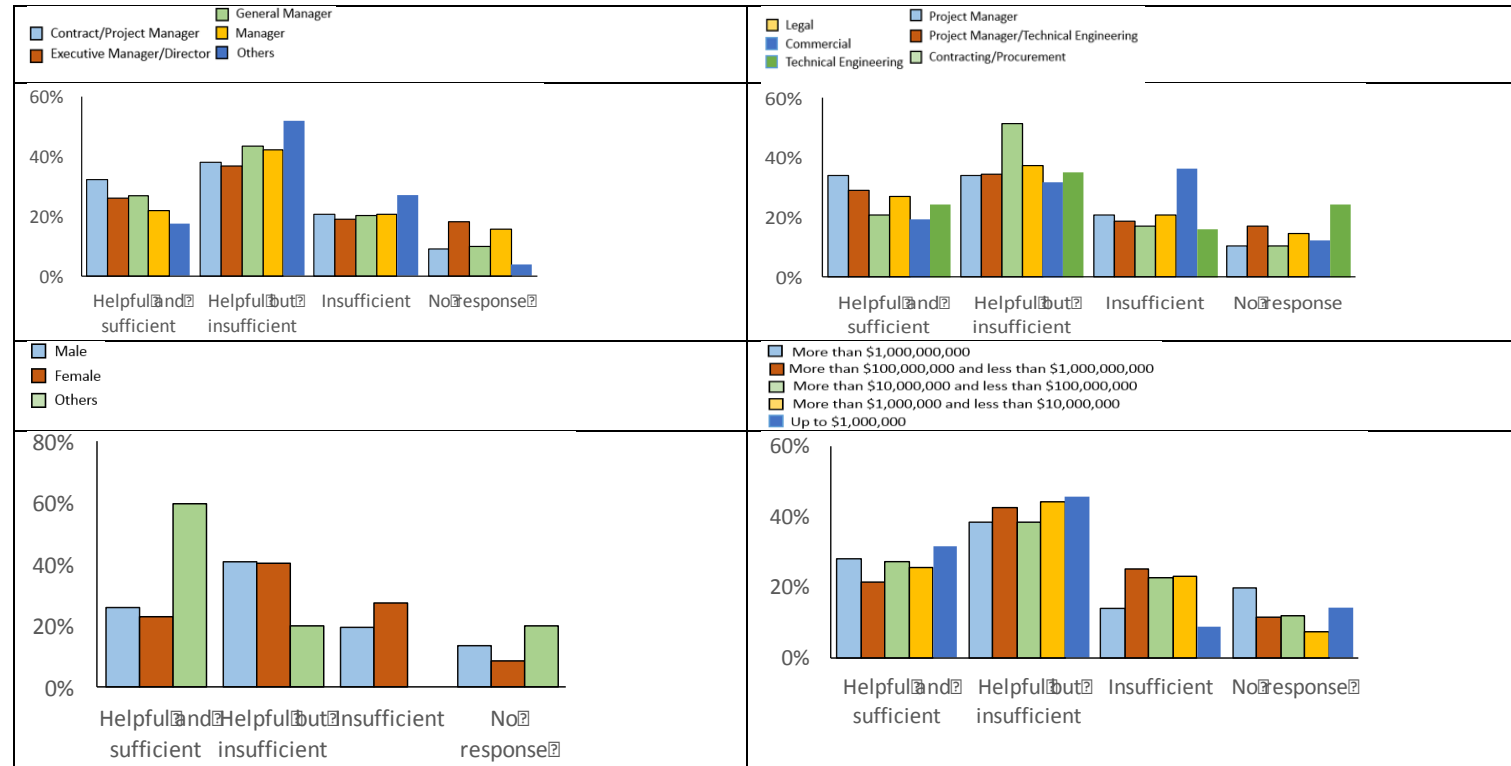 General Manager
Contract/Project Manager
Manager
Executive Manager/Director
Others
Legal
Project Manager
Commercial
Project Manager/Technical Engineering
Technical Engineering
Contracting/Procurement
60%
40%
20%
0%
Helpful⍰and⍰ Helpful⍰but⍰ Insufficient No⍰response⍰
sufficient insufficient
60%
40%
20%
0%
Helpful⍰and⍰ Helpful⍰but⍰ Insufficient No⍰response
sufficient insufficient
Male
Female
Others
More than $1,000,000,000
More than $100,000,000 and less than $1,000,000,000
More than $10,000,000 and less than $100,000,000
More than $1,000,000 and less than $10,000,000
Up to $1,000,000
80%
60%
40%
20%
0%
Helpful⍰and⍰ Helpful⍰but⍰ Insufficient No⍰
sufficient insufficient response⍰
60%
40%
20%
0%
Helpful⍰and⍰ Helpful⍰but⍰ Insufficient No⍰response⍰
sufficient insufficient